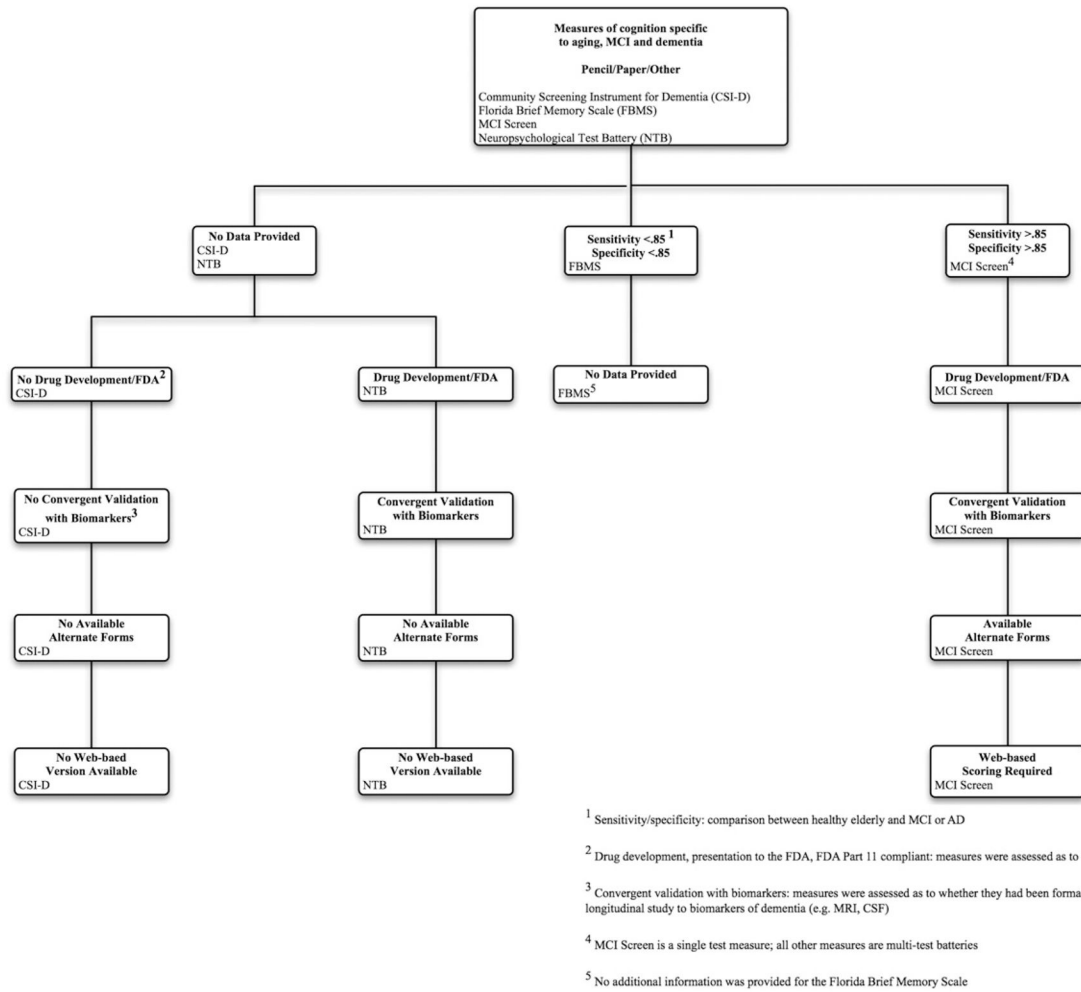 Measures of cognition specific
to aging, MCI and dementia
Pencil/Paper/Other
Community Screening Instrument for Dementia (CSI-D)
Florida Brief Memory Scale (FBMS)
MCI Screen
Neuropsychological Test Battery (NTB)
No Data Provided
CSI-D
NTB
Sensitivity <.85 1
Specificity <.85
FBMS
Sensitivity >.85
Specificity >.85
MCI Screen4
No Drug Development/FDA2
CSI-D
Drug Development/FDA
NTB
No Data Provided
FBMS5
Drug Development/FDA
MCI Screen
No Convergent Validation
with Biomarkers3
CSI-D
Convergent Validation
with Biomarkers
NTB
Convergent Validation
with Biomarkers
MCI Screen
No Available
Alternate Forms
CSI-D
No Available
Alternate Forms
NTB
Available
Alternate Forms
MCI Screen
No Web-baed
Version Available
CSI-D
No Web-based
Version Available
NTB
Web-based
Scoring Required
MCI Screen
1 Sensitivity/specificity: comparison between healthy elderly and MCI or AD
2 Drug development, presentation to the FDA, FDA Part 11 compliant: measures were assessed as to
3 Convergent validation with biomarkers: measures were assessed as to whether they had been forma
longitudinal study to biomarkers of dementia (e.g. MRI, CSF)
4 MCI Screen is a single test measure; all other measures are multi-test batteries
5 No additional information was provided for the Florida Brief Memory Scale